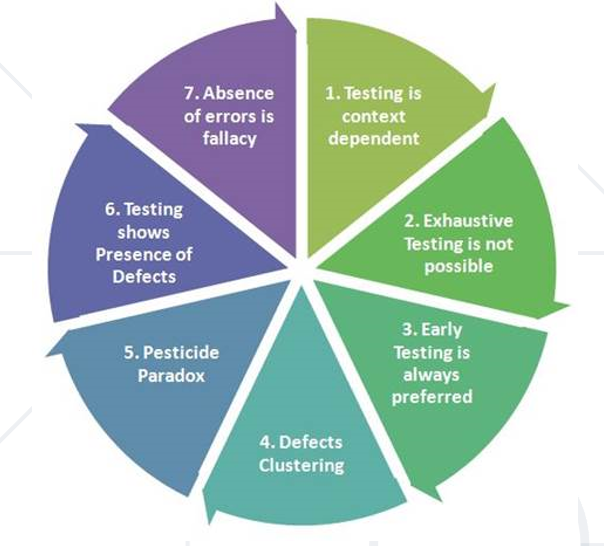 1. Testing is
context
dependent
2. Exhaustive
Testing is not
possible
3. Early
Testing is
always
preferred
4. Defects
Clustering
5. Pesticide
Paradox
6. Testing
shows
Presence of
Defects
7. Absence
of errors is
fallacy